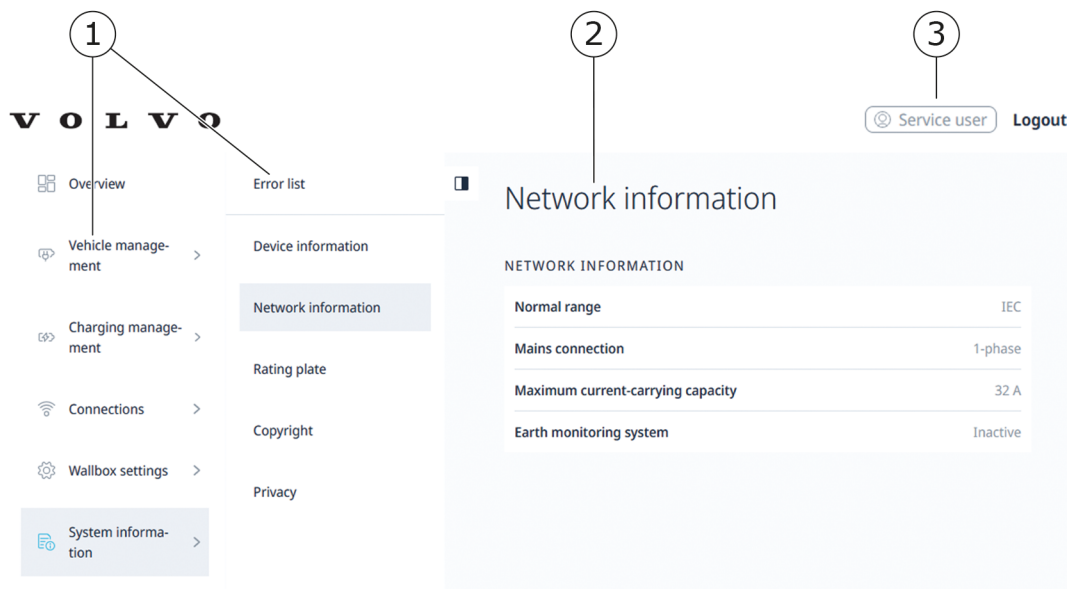 1
2
3
VOLVO
Service user
Logout
Overview
Vehicle manage-
ment
Charging manage-
ment
Connections
Wallbox settings
System informa-
tion
Error list
Device information
Network information
Rating plate
Copyright
Privacy
Network information
NETWORK INFORMATION
Normal range IEC
Mains connection 1-phase
Maximum current-carrying capacity 32 A
Earth monitoring system Inactive